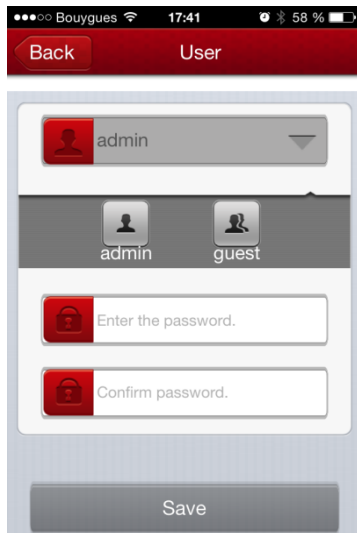 Bouygues 17:41 58 %
Back User
admin
admin guest
Enter the password.
Confirm password.
Save